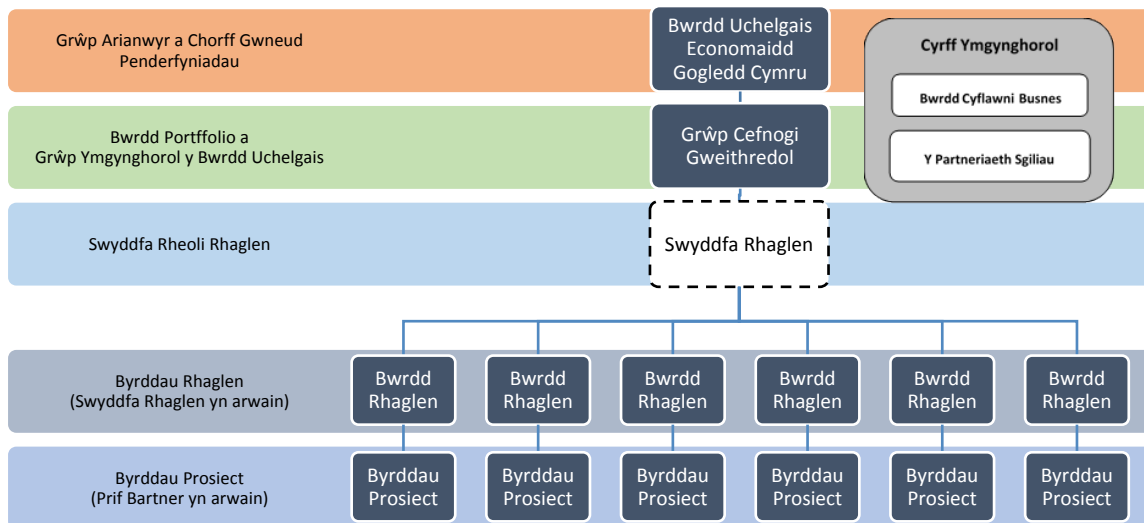 Grŵp Arianwyr a Chorff Gwneud
Penderfyniadau
Bwrdd Uchelgais
Economaidd
Gogledd Cymru
Cyrff Ymgynghorol
Bwrdd Cyflawni Busnes
Y Partneriaeth Sgiliau
Bwrdd Portffolio a
Grŵp Ymgynghorol y Bwrdd Uchelgais
Grŵp Cefnogi
Gweithredol
Swyddfa Rheoli Rhaglen
Swyddfa Rhaglen
Byrddau Rhaglen
(Swyddfa Rhaglen yn arwain)
Bwrdd
Rhaglen
Bwrdd
Rhaglen
Bwrdd
Rhaglen
Bwrdd
Rhaglen
Bwrdd
Rhaglen
Bwrdd
Rhaglen
Byrddau Prosiect
(Prif Bartner yn arwain)
Byrddau
Prosiect
Byrddau
Prosiect
Byrddau
Prosiect
Byrddau
Prosiect
Byrddau
Prosiect
Byrddau
Prosiect